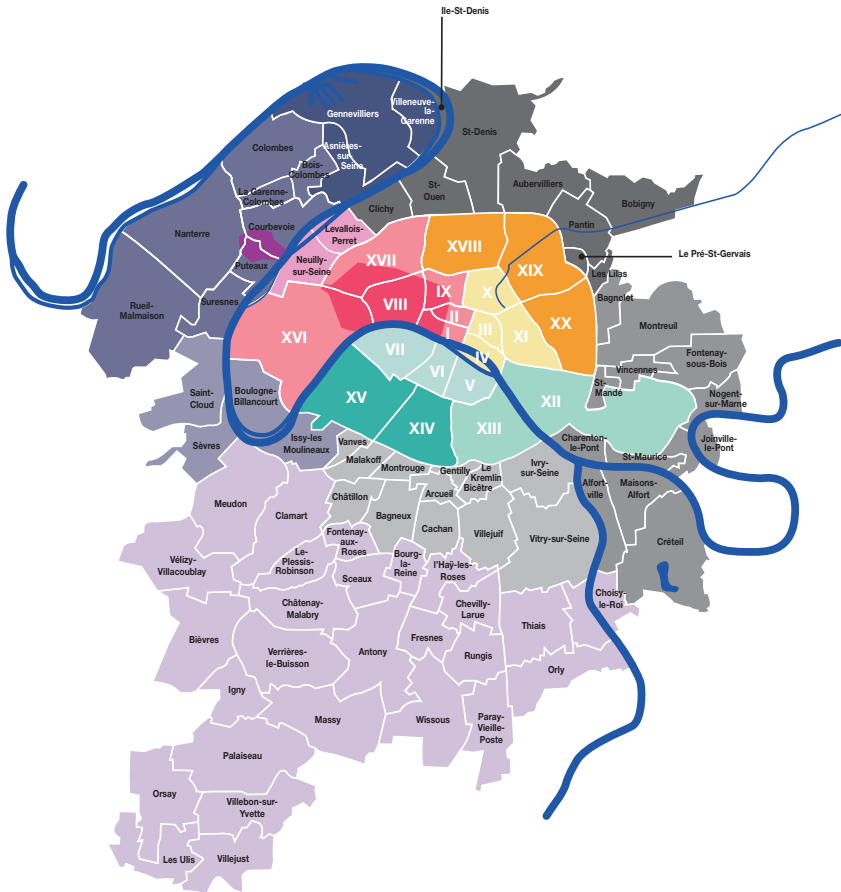 Ile-St-Denis
Villeneuve-
la-
Garenne
Gennevilliers
St-Denis
Colombes
Asnières-
sur-
Seine
Bois-
Colombes
La Garenne-
Colombes
St-
Ouen
Aubervilliers
Bobigny
Clichy
Pantin
Courbevoie
Levallois-
Perret
Nanterre
XVIII
XVII
Le Pré-St-Gervais
Neuilly-
sur-Seine
Puteaux
XIX
Les Lilas
IX
X
Bagnolet
Suresnes
Rueil-
Malmaison
VIII
II
XX
Montreuil
III
I
XI
XVI
VII
IV
Fontenay-
sous-Bois
Vincennes
VI
V
St-
Mandé
Saint-
Cloud
Boulogne-
Billancourt
XV
XII
Nogent-
sur-Marne
XIV
XIII
Issy-les
Moulineaux
Sèvres
Vanves
Malakoff
Montrouge
Gentilly
Le
Kremlin
Bicêtre
Ivry-
sur-Seine
Charenton-
le-Pont
St-Maurice
Joinville-
le-Pont
Alfort-
ville
Maisons-
Alfort
Meudon
Clamart
Châtillon
Bagneux
Arcueil
Cachan
Villejuif
Vitry-sur-Seine
Créteil
Fontenay-
aux-
Roses
Vélizy-
Villacoublay
Le-
Plessis-
Robinson
Sceaux
Bourg-
la-
Reine
l'Haÿ-les-
Roses
Choisy-
le-Roi
Châtenay-
Malabry
Chevilly-
Larue
Thiais
Bièvres
Verrières-
le-Buisson
Antony
Fresnes
Rungis
Orly
Igny
Massy
Wissous
Paray-
Vieille-
Poste
Palaiseau
Orsay
Villebon-sur-
Yvette
Les Ulis
Villejust